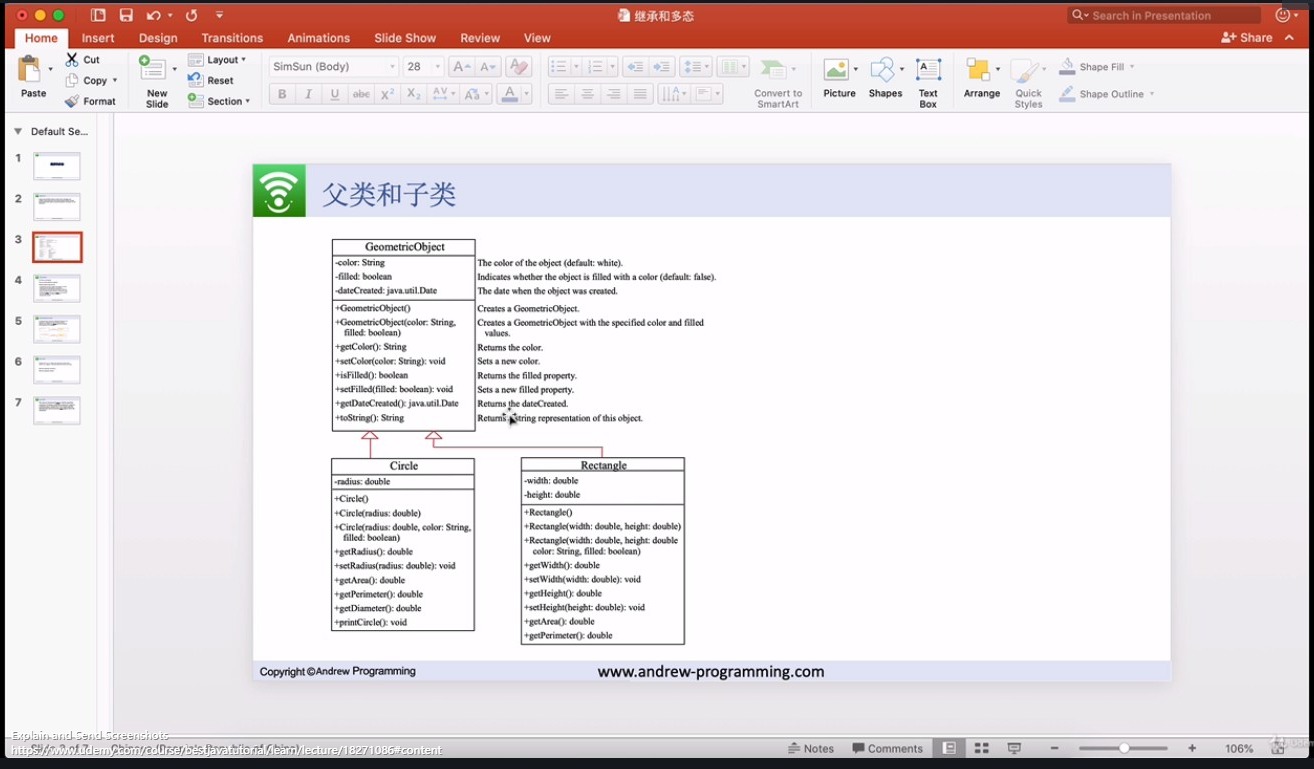 继承和多态
Search in Presentation
Home Insert Design Transitions Animations Slide Show Review View
Share
Paste
Cut
Copy
Format
New Slide
Layout
Reset
Section
SimSun (Body) 28
Convert to SmartArt
Picture
Shapes
Text Box
Arrange
Quick Styles
Shape Fill
Shape Outline
Default Se...
1
2
3
4
5
6
7
父类和子类
GeometricObject
-color: String The color of the object (default: white).
-filled: boolean Indicates whether the object is filled with a color (default: false).
-dateCreated: java.util.Date The date when the object was created.
+GeometricObject() Creates a GeometricObject.
+GeometricObject(color: String, Creates a GeometricObject with the specified color and filled
filled: boolean) values.
+getColor(): String Returns the color.
+setColor(color: String): void Sets a new color.
+isFilled(): boolean Returns the filled property.
+setFilled(filled: boolean): void Sets a new filled property.
+getDateCreated(): java.util.Date Returns the dateCreated.
+toString(): String Returns string representation of this object.
Circle
-radius: double
+Circle()
+Circle(radius: double)
+Circle(radius: double, color: String,
filled: boolean)
+getRadius(): double
+setRadius(radius: double): void
+getArea(): double
+getPerimeter(): double
+getDiameter(): double
+printCircle(): void
Rectangle
-width: double
-height: double
+Rectangle()
+Rectangle(width: double, height: double)
+Rectangle(width: double, height: double
color: String, filled: boolean)
+getWidth(): double
+setWidth(width: double): void
+getHeight(): double
+setHeight(height: double): void
+getArea(): double
+getPerimeter(): double
Copyright ©Andrew Programming
www.andrew-programming.com
Explain and Send Screenshots
Notes Comments 106%